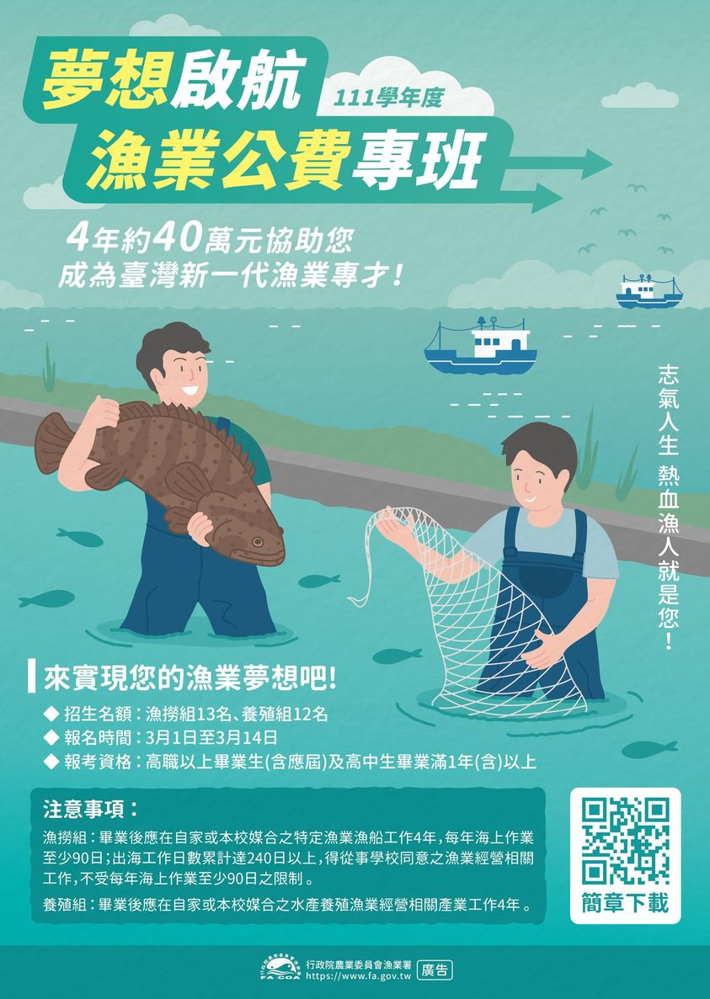 夢想啟航
111學年度
漁業公費專班
4年約40萬元協助您
成為臺灣新一代漁業專才！
志氣人生 熱血漁人就是您！
來實現您的漁業夢想吧!
◆ 招生名額：漁撈組13名、養殖組12名
◆ 報名時間：3月1日至3月14日
◆ 報考資格：高職以上畢業生(含應屆)及高中生畢業滿1年(含)以上
注意事項：
漁撈組：畢業後應在自家或本校媒合之特定漁業漁船工作4年，每年海上作業
至少90日；出海工作日數累計達240日以上，得從事學校同意之漁業經營相關
工作，不受每年海上作業至少90日之限制。
養殖組：畢業後應在自家或本校媒合之水產養殖漁業經營相關產業工作4年。
簡章下載
FA COA
行政院農業委員會漁業署
https://www.fa.gov.tw
廣告